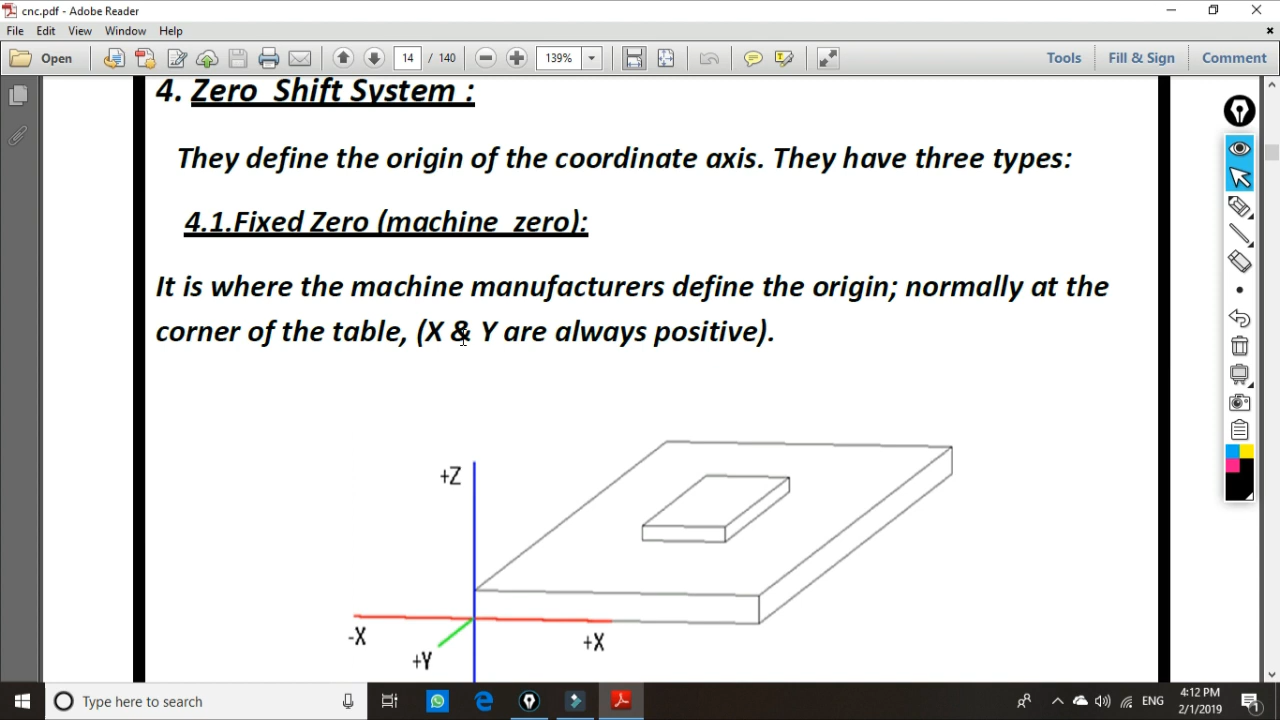 cnc.pdf - Adobe Reader
File Edit View Window Help
Open 14 / 140 139% Tools Fill & Sign Comment
4. Zero Shift System :
They define the origin of the coordinate axis. They have three types:
4.1.Fixed Zero (machine zero):
It is where the machine manufacturers define the origin; normally at the
corner of the table, (X & Y are always positive).
+Z
-X
+X
+Y
Type here to search
ENG
4:12 PM
2/1/2019
1